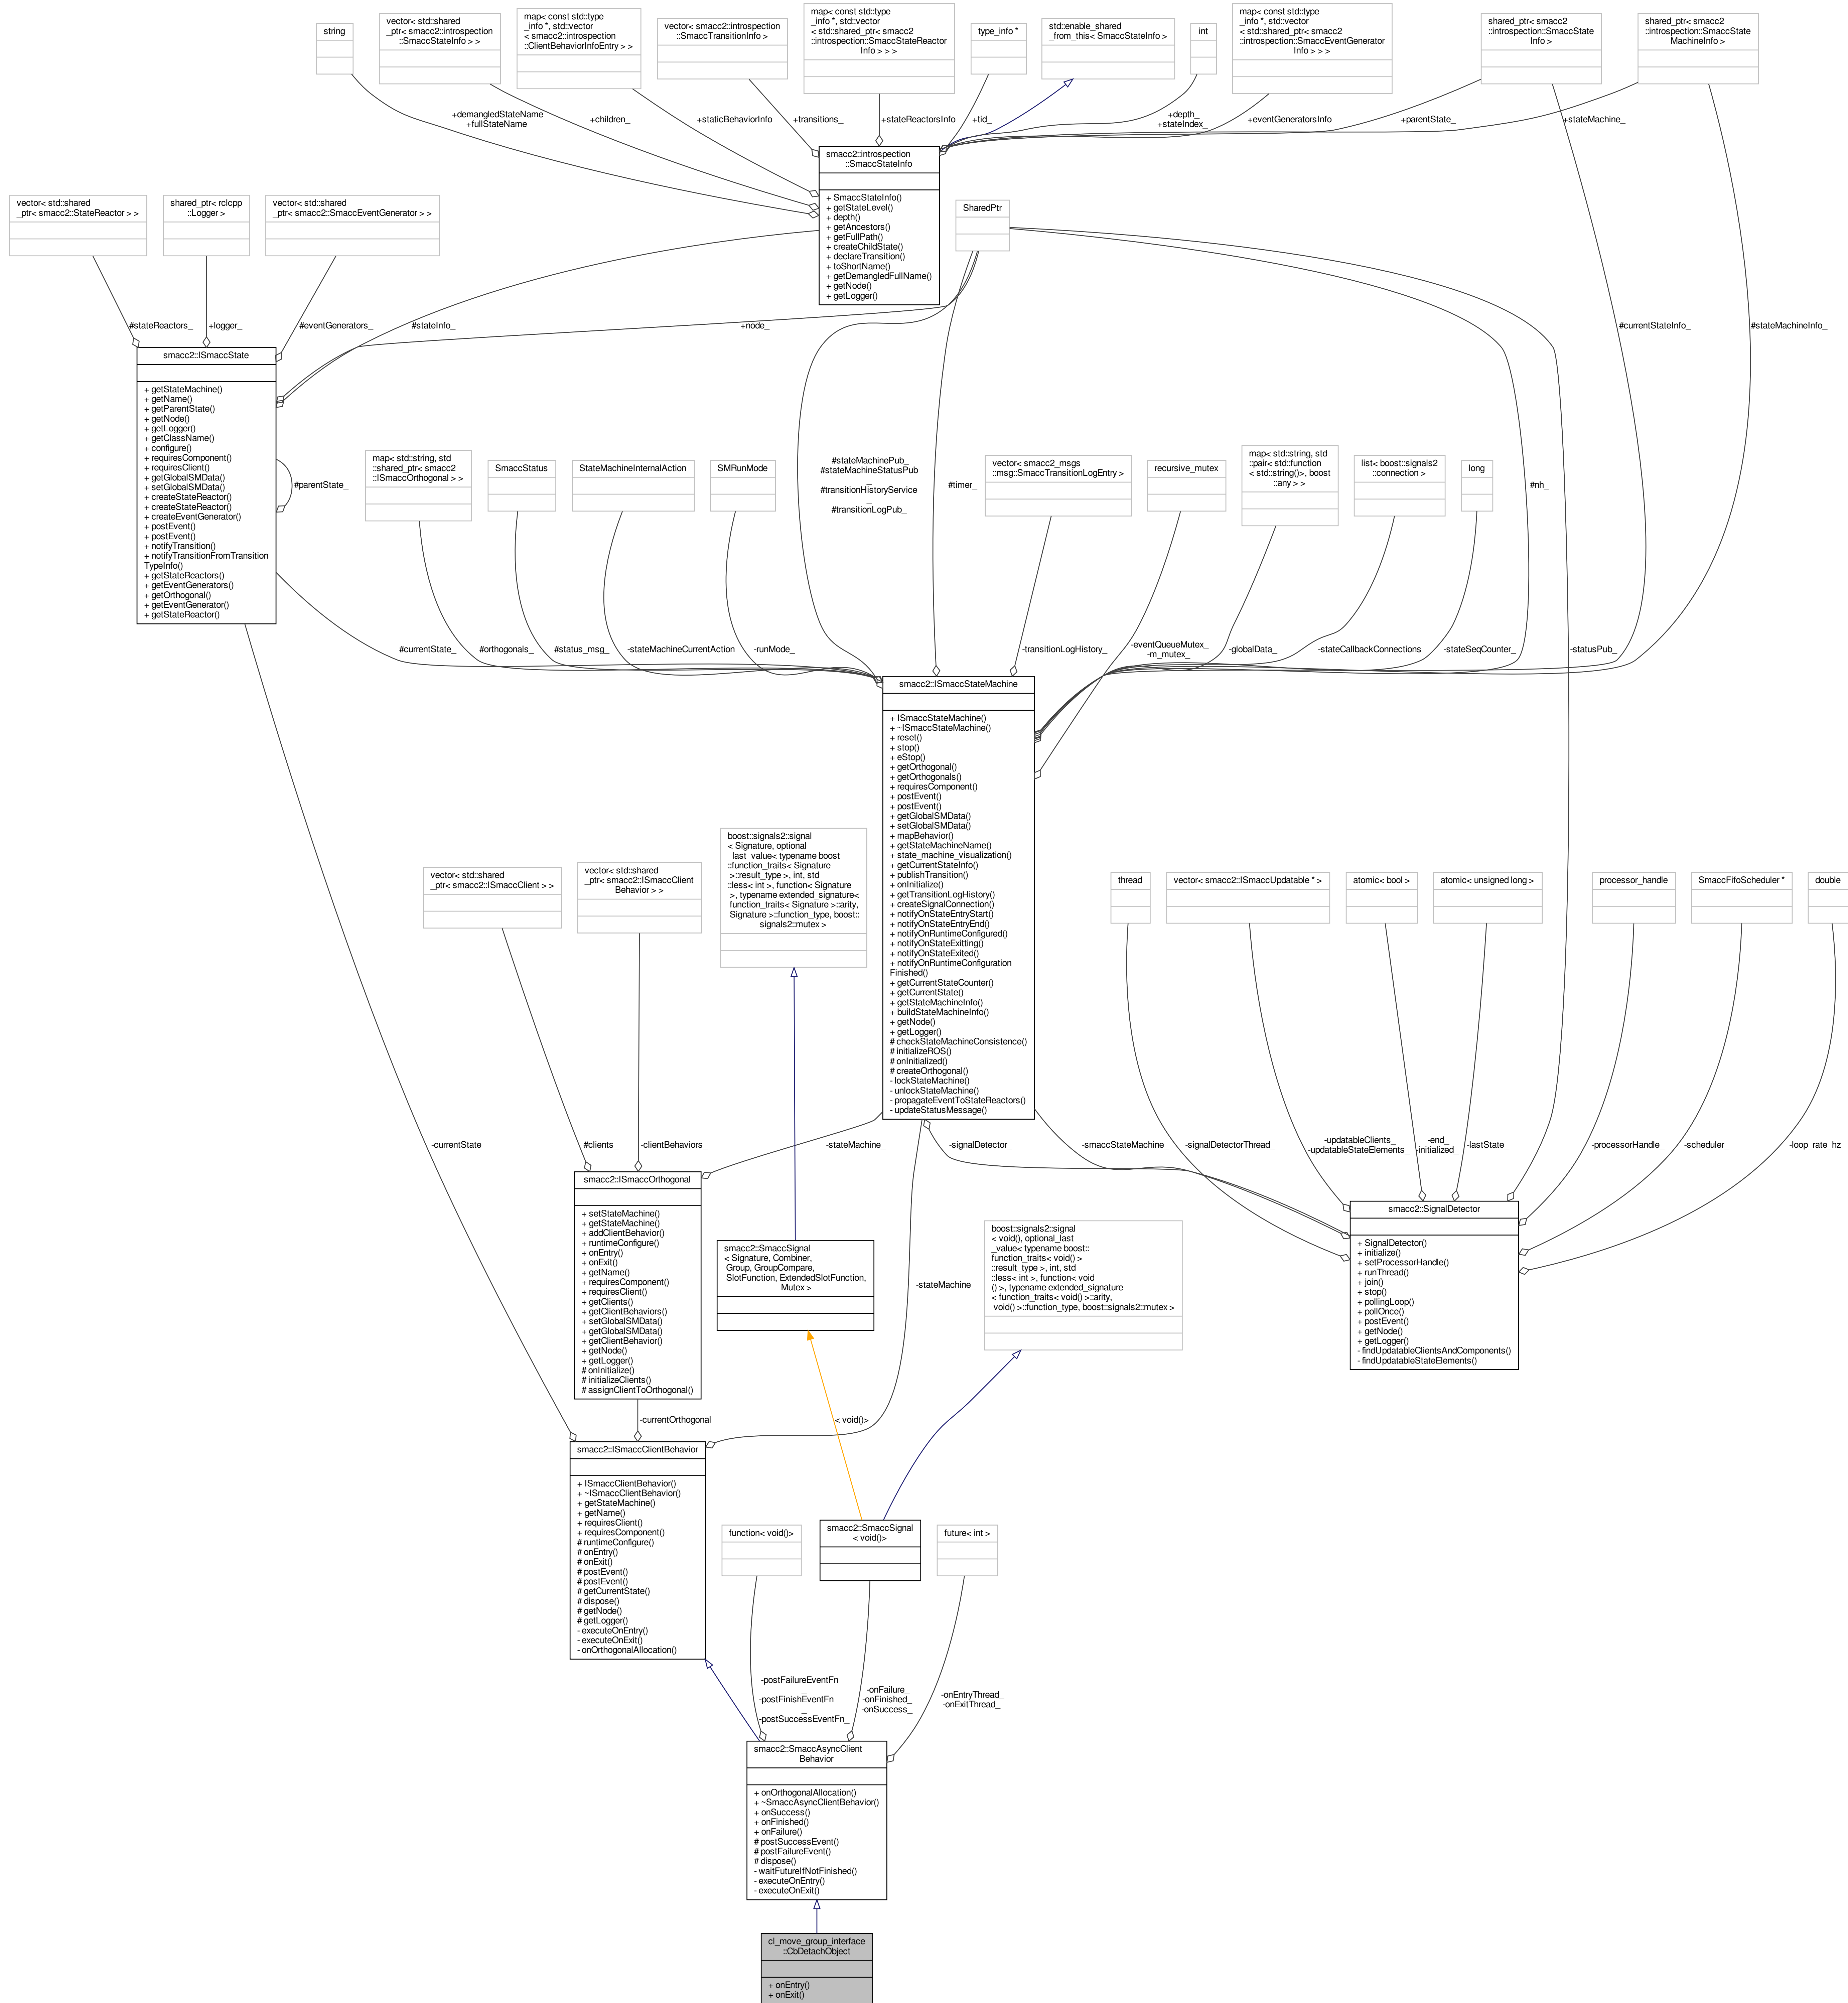 string
vector< std::shared
_ptr< smacc2::introspection
::SmaccStateInfo > >
map< const std::type
_info *, std::vector
< smacc2::introspection
::ClientBehaviorInfoEntry > >
vector< smacc2::introspection
::SmaccTransitionInfo >
map< const std::type
_info *, std::vector
< std::shared_ptr< smacc2
::introspection::SmaccStateReactor
Info > > >
type_info *
std::enable_shared
_from_this< SmaccStateInfo >
int
map< const std::type
_info *, std::vector
< std::shared_ptr< smacc2
::introspection::SmaccEventGenerator
Info > > >
shared_ptr< smacc2
::introspection::SmaccState
Info >
shared_ptr< smacc2
::introspection::SmaccState
MachineInfo >
+demangledStateName
+fullStateName
+children_
+staticBehaviorInfo
+transitions_
+stateReactorsInfo
+tid_
+depth_
+stateIndex_
+eventGeneratorsInfo
+parentState_
+stateMachine_
smacc2::introspection
::SmaccStateInfo
+ SmaccStateInfo()
+ getStateLevel()
+ depth()
+ getAncestors()
+ getFullPath()
+ createChildState()
+ declareTransition()
+ toShortName()
+ getDemangledFullName()
+ getNode()
+ getLogger()
vector< std::shared
_ptr< smacc2::StateReactor > >
shared_ptr< rclcpp
::Logger >
vector< std::shared
_ptr< smacc2::SmaccEventGenerator > >
SharedPtr
#stateReactors_
+logger_
#eventGenerators_
#stateInfo_
+node_
#currentStateInfo_
#stateMachineInfo_
smacc2::ISmaccState
+ getStateMachine()
+ getName()
+ getParentState()
+ getNode()
+ getLogger()
+ getClassName()
+ configure()
+ requiresComponent()
+ requiresClient()
+ getGlobalSMData()
+ setGlobalSMData()
+ createStateReactor()
+ createStateReactor()
+ createEventGenerator()
+ postEvent()
+ postEvent()
+ notifyTransition()
+ notifyTransitionFromTransition
TypeInfo()
+ getStateReactors()
+ getEventGenerators()
+ getOrthogonal()
+ getEventGenerator()
+ getStateReactor()
#parentState_
map< std::string, std
::shared_ptr< smacc2
::ISmaccOrthogonal > >
SmaccStatus
StateMachineInternalAction
SMRunMode
#stateMachinePub_
#stateMachineStatusPub
_
#transitionHistoryService
_
#transitionLogPub_
#timer_
vector< smacc2_msgs
::msg::SmaccTransitionLogEntry >
recursive_mutex
map< std::string, std
::pair< std::function
< std::string()>, boost
::any > >
list< boost::signals2
::connection >
long
#nh_
#currentState_
#orthogonals_
#status_msg_
-stateMachineCurrentAction
-runMode_
-transitionLogHistory_
-eventQueueMutex_
-m_mutex_
-globalData_
-stateCallbackConnections
-stateSeqCounter_
-statusPub_
smacc2::ISmaccStateMachine
+ ISmaccStateMachine()
+ ~ISmaccStateMachine()
+ reset()
+ stop()
+ eStop()
+ getOrthogonal()
+ getOrthogonals()
+ requiresComponent()
+ postEvent()
+ postEvent()
+ getGlobalSMData()
+ setGlobalSMData()
+ mapBehavior()
+ getStateMachineName()
+ state_machine_visualization()
+ getCurrentStateInfo()
+ publishTransition()
+ onInitialize()
+ getTransitionLogHistory()
+ createSignalConnection()
+ notifyOnStateEntryStart()
+ notifyOnStateEntryEnd()
+ notifyOnRuntimeConfigured()
+ notifyOnStateExitting()
+ notifyOnStateExited()
+ notifyOnRuntimeConfiguration
Finished()
+ getCurrentStateCounter()
+ getCurrentState()
+ getStateMachineInfo()
+ buildStateMachineInfo()
+ getNode()
+ getLogger()
# checkStateMachineConsistence()
# initializeROS()
# onInitialized()
# createOrthogonal()
- lockStateMachine()
- unlockStateMachine()
- propagateEventToStateReactors()
- updateStatusMessage()
vector< std::shared
_ptr< smacc2::ISmaccClient > >
vector< std::shared
_ptr< smacc2::ISmaccClient
Behavior > >
boost::signals2::signal
< Signature, optional
_last_value< typename boost
::function_traits< Signature
>::result_type >, int, std
::less< int >, function< Signature
>, typename extended_signature<
function_traits< Signature >::arity,
Signature >::function_type, boost::
signals2::mutex >
thread
vector< smacc2::ISmaccUpdatable * >
atomic< bool >
atomic< unsigned long >
processor_handle
SmaccFifoScheduler *
double
-currentState
#clients_
-clientBehaviors_
-stateMachine_
-signalDetector_
-smaccStateMachine_
-signalDetectorThread_
-updatableClients_
-updatableStateElements_
-end_
-initialized_
-lastState_
-processorHandle_
-scheduler_
-loop_rate_hz
smacc2::ISmaccOrthogonal
+ setStateMachine()
+ getStateMachine()
+ addClientBehavior()
+ runtimeConfigure()
+ onEntry()
+ onExit()
+ getName()
+ requiresComponent()
+ requiresClient()
+ getClients()
+ getClientBehaviors()
+ setGlobalSMData()
+ getGlobalSMData()
+ getClientBehavior()
+ getNode()
+ getLogger()
# onInitialize()
# initializeClients()
# assignClientToOrthogonal()
smacc2::SmaccSignal
< Signature, Combiner,
Group, GroupCompare,
SlotFunction, ExtendedSlotFunction,
Mutex >
-stateMachine_
boost::signals2::signal
< void(), optional_last
_value< typename boost::
function_traits< void() >
::result_type >, int, std
::less< int >, function< void
() >, typename extended_signature
< function_traits< void() >::arity,
void() >::function_type, boost::signals2::mutex >
smacc2::SignalDetector
+ SignalDetector()
+ initialize()
+ setProcessorHandle()
+ runThread()
+ join()
+ stop()
+ pollingLoop()
+ pollOnce()
+ postEvent()
+ getNode()
+ getLogger()
- findUpdatableClientsAndComponents()
- findUpdatableStateElements()
-currentOrthogonal
< void()>
smacc2::ISmaccClientBehavior
+ ISmaccClientBehavior()
+ ~ISmaccClientBehavior()
+ getStateMachine()
+ getName()
+ requiresClient()
+ requiresComponent()
# runtimeConfigure()
# onEntry()
# onExit()
# postEvent()
# postEvent()
# getCurrentState()
# dispose()
# getNode()
# getLogger()
- executeOnEntry()
- executeOnExit()
- onOrthogonalAllocation()
function< void()>
smacc2::SmaccSignal
< void()>
future< int >
-postFailureEventFn
_
-postFinishEventFn
_
-postSuccessEventFn_
-onFailure_
-onFinished_
-onSuccess_
-onEntryThread_
-onExitThread_
smacc2::SmaccAsyncClient
Behavior
+ onOrthogonalAllocation()
+ ~SmaccAsyncClientBehavior()
+ onSuccess()
+ onFinished()
+ onFailure()
# postSuccessEvent()
# postFailureEvent()
# dispose()
- waitFutureIfNotFinished()
- executeOnEntry()
- executeOnExit()
cl_move_group_interface
::CbDetachObject
+ onEntry()
+ onExit()